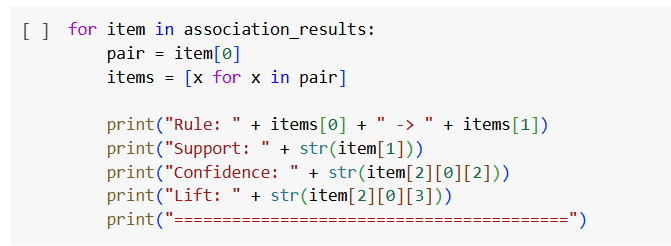 [ ] for item in association_results:
pair = item[0]
items = [x for x in pair]
print("Rule: " + items[0] + " -> " + items[1])
print("Support: " + str(item[1]))
print("Confidence: " + str(item[2][0][2]))
print("Lift: " + str(item[2][0][3]))
print("=========================================")